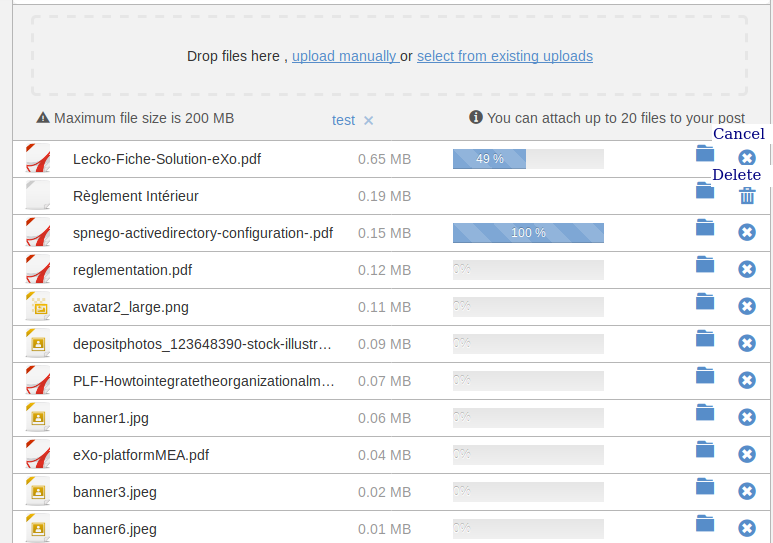 Drop files here , upload manually or select from existing uploads
Maximum file size is 200 MB test × You can attach up to 20 files to your post
Cancel
Lecko-Fiche-Solution-eXo.pdf 0.65 MB 49 %
Delete
Règlement Intérieur 0.19 MB
spnego-activedirectory-configuration-.pdf 0.15 MB 100 %
reglementation.pdf 0.12 MB 0%
avatar2_large.png 0.11 MB 0%
depositphotos_123648390-stock-illustr... 0.09 MB 0%
PLF-Howtointegratetheorganizationalm... 0.07 MB 0%
banner1.jpg 0.06 MB 0%
eXo-platformMEA.pdf 0.04 MB 0%
banner3.jpeg 0.02 MB 0%
banner6.jpeg 0.01 MB 0%